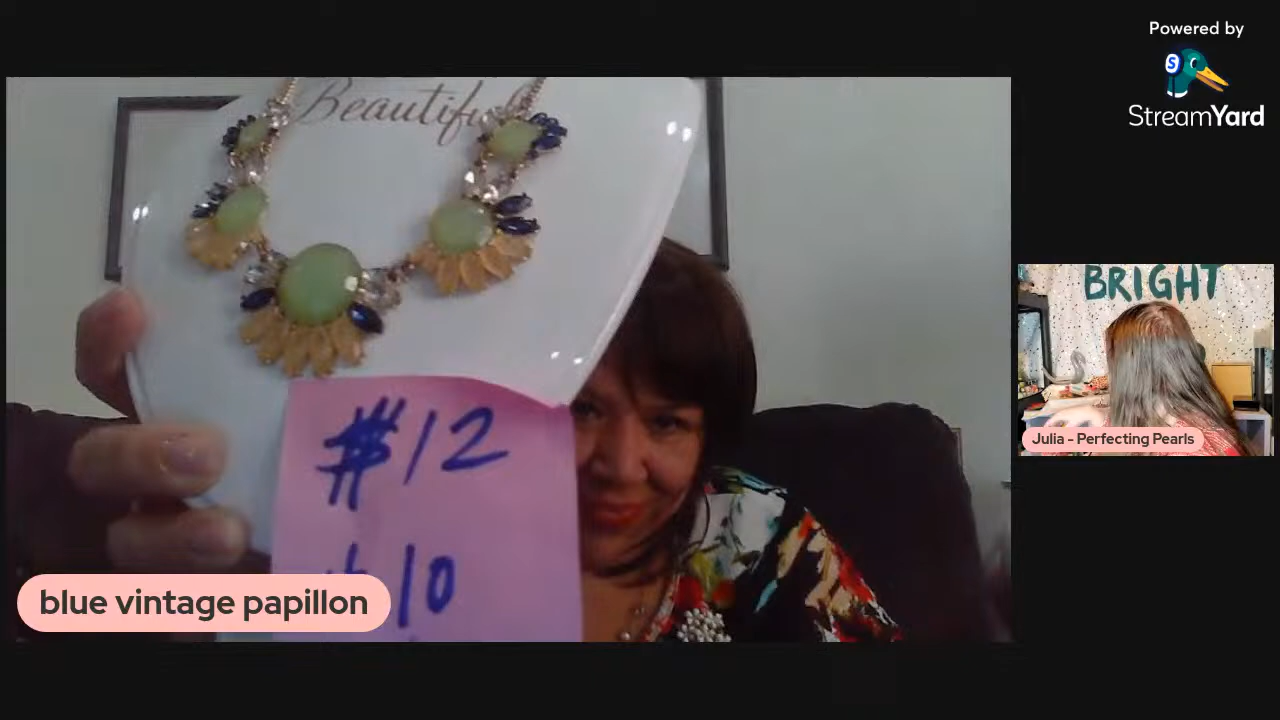 Powered by
StreamYard
Beautiful
BRIGHT
Julia - Perfecting Pearls
#12
$10
blue vintage papillon